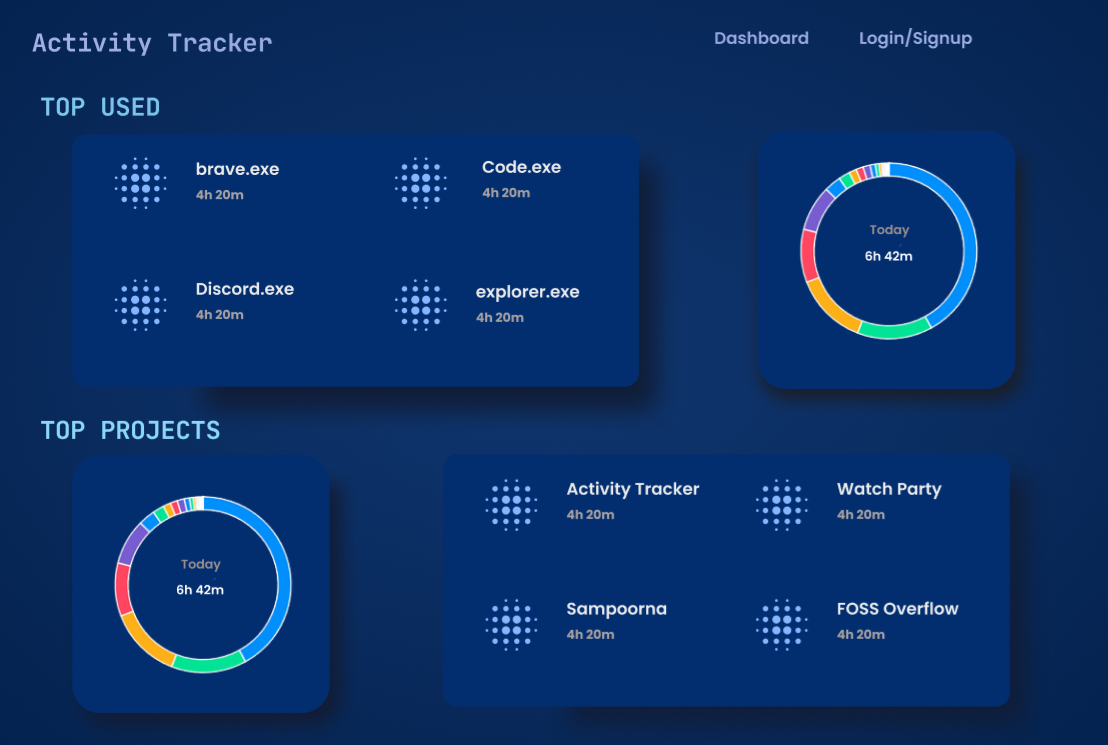 Activity Tracker
Dashboard
Login/Signup
TOP USED
brave.exe
4h 20m
Code.exe
4h 20m
Discord.exe
4h 20m
explorer.exe
4h 20m
Today
6h 42m
TOP PROJECTS
Today
6h 42m
Activity Tracker
4h 20m
Watch Party
4h 20m
Sampoorna
4h 20m
FOSS Overflow
4h 20m